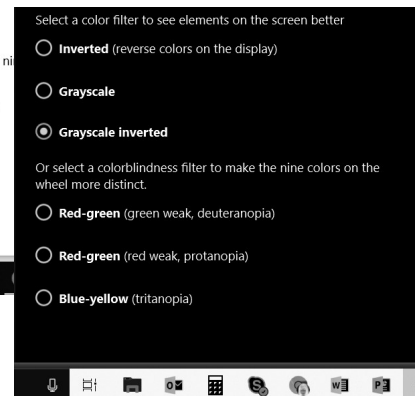 Select a color filter to see elements on the screen better
Inverted (reverse colors on the display)
Grayscale
Grayscale inverted
Or select a colorblindness filter to make the nine colors on the
wheel more distinct.
Red-green (green weak, deuteranopia)
Red-green (red weak, protanopia)
Blue-yellow (tritanopia)